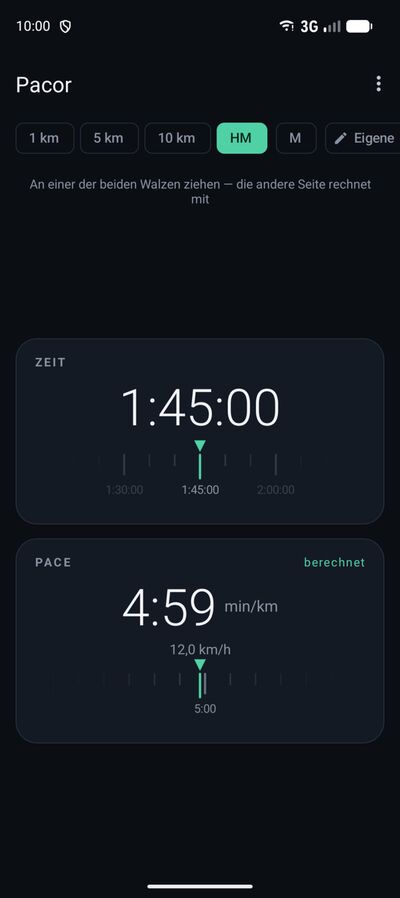 10:00 3G
Pacor
1 km 5 km 10 km HM M Eigene
An einer der beiden Walzen ziehen — die andere Seite rechnet
mit
ZEIT
1:45:00
1:30:00 1:45:00 2:00:00
PACE berechnet
4:59 min/km
12,0 km/h
5:00